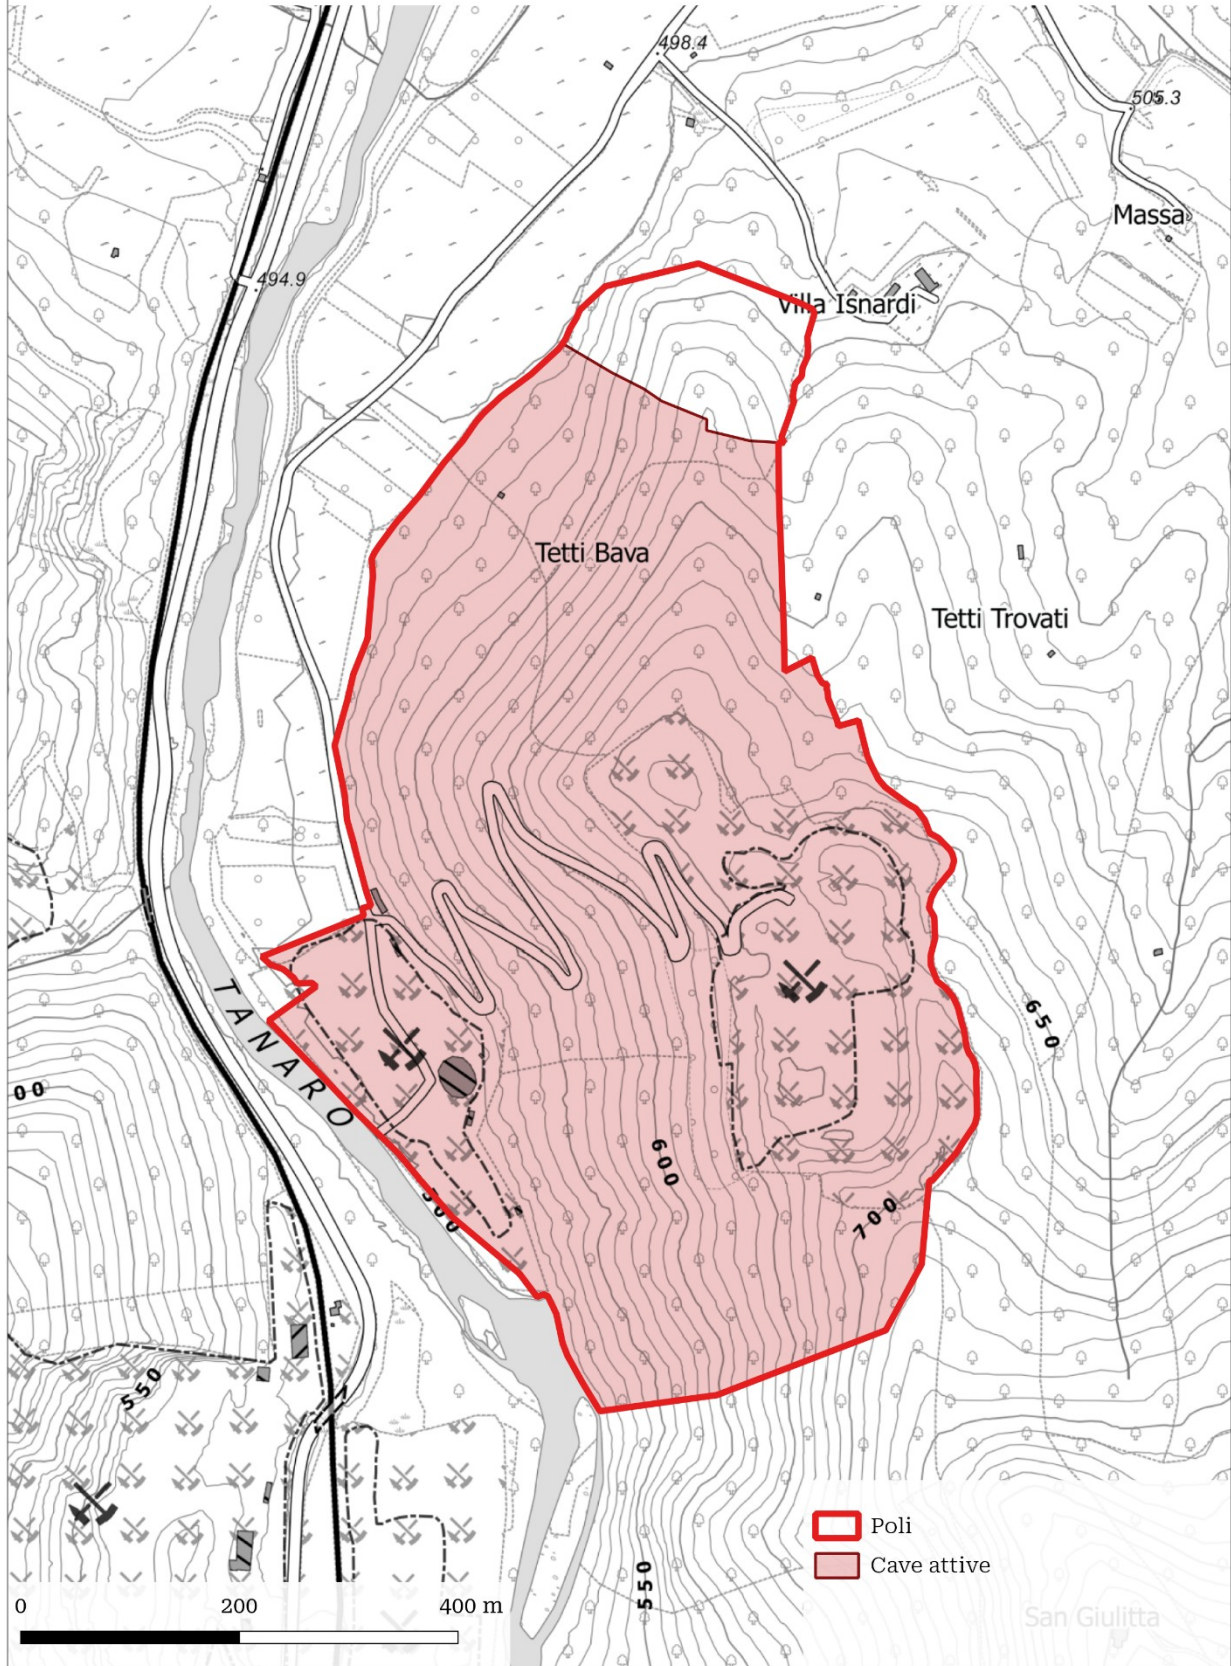 498.4
505.3
Massa
494.9
Villa Isnardi
Tetti Bava
Tetti Trovati
TANARO
650
00
600
500
700
550
Poli
Cave attive
550
San Giulitta
0 200 400 m